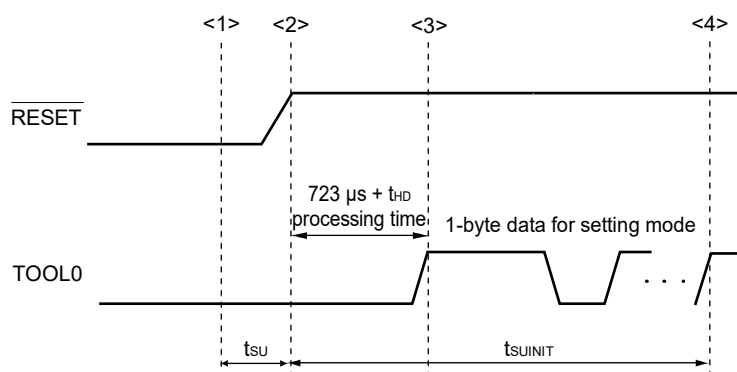 <1> <2> <3> <4>
RESET
723 µs + tHD
processing time
1-byte data for setting mode
TOOL0
. . .
tSU tSUINIT